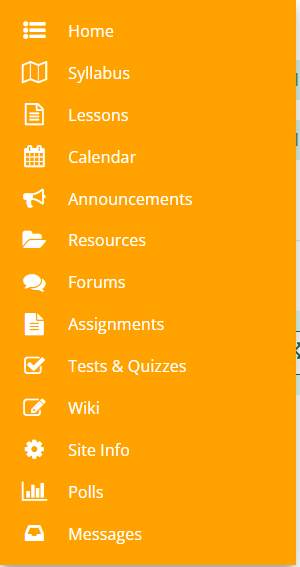 Home
Syllabus
Lessons
Calendar
Announcements
Resources
Forums
Assignments
Tests & Quizzes
Wiki
Site Info
Polls
Messages